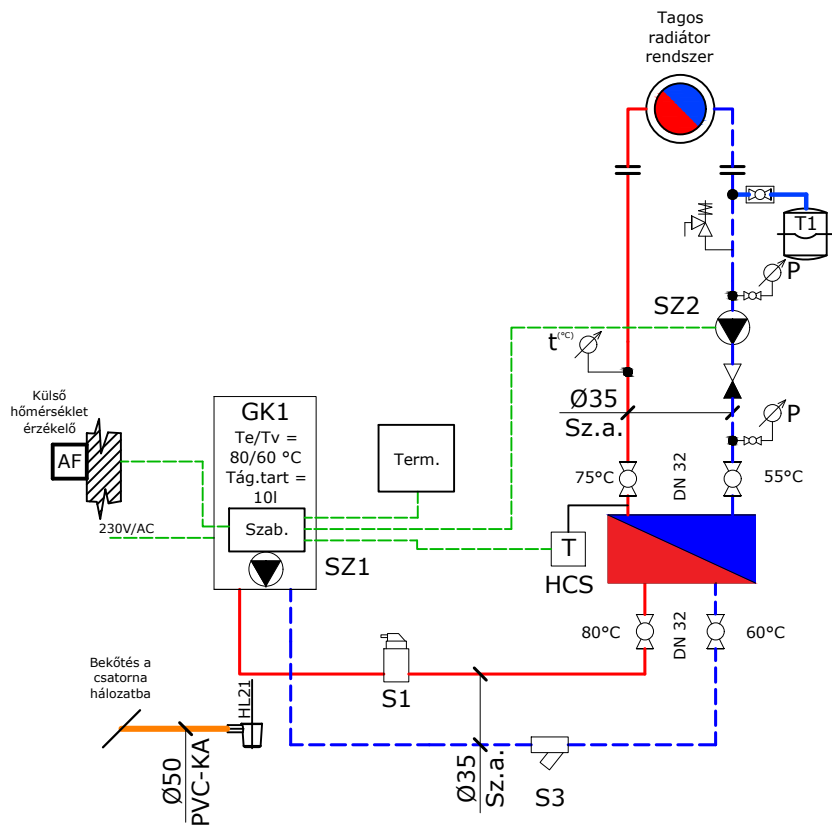 Tagos
radiátor
rendszer
T1
P
SZ2
t(°C)
Ø35
Sz.a.
P
Külső
hőmérséklet
érzékelő
AF
GK1
Te/Tv =
80/60 °C
Tág.tart =
10l
Term.
75°C
DN 32
55°C
230V/AC
Szab.
SZ1
T
HCS
80°C
DN 32
60°C
Bekőtés a
csatorna
hálozatba
HL21
S1
Ø50
PVC-KA
Ø35
Sz.a.
S3